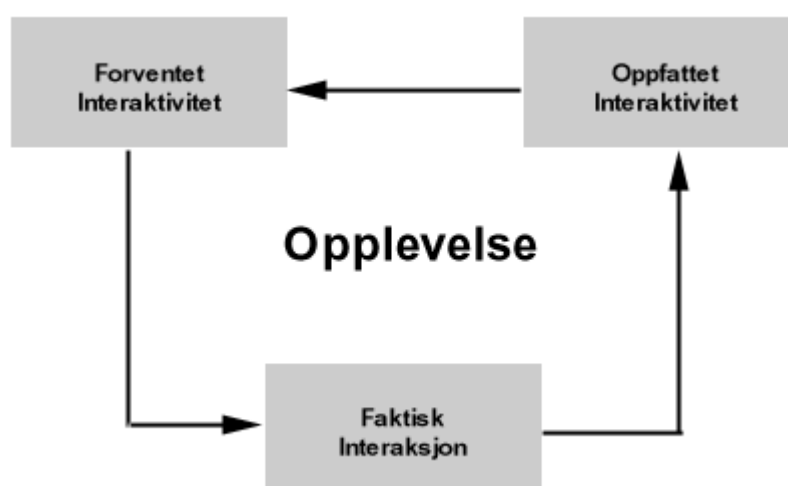 Forventet
Interaktivitet
Oppfattet
Interaktivitet
Opplevelse
Faktisk
Interaksjon